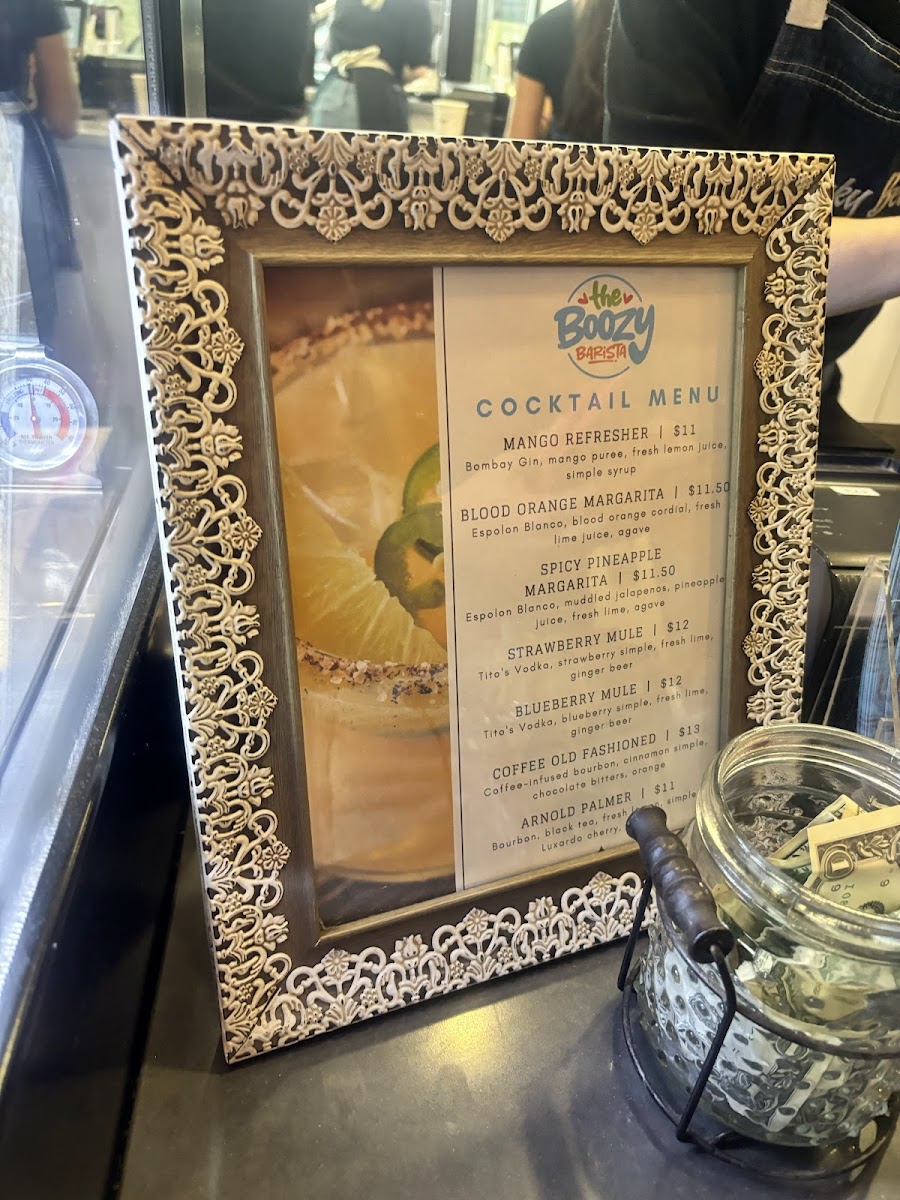 the
Boozy
BARISTA
COCKTAIL MENU
MANGO REFRESHER | $11
Bombay Gin, mango puree, fresh lemon juice,
simple syrup
BLOOD ORANGE MARGARITA | $11.50
Espolon Blanco, blood orange cordial, fresh
lime juice, agave
SPICY PINEAPPLE
MARGARITA | $11.50
Espolon Blanco, muddled jalapenos, pineapple
juice, fresh lime, agave
STRAWBERRY MULE | $12
Tito's Vodka, strawberry simple, fresh lime,
ginger beer
BLUEBERRY MULE | $12
Tito's Vodka, blueberry simple, fresh lime,
ginger beer
COFFEE OLD FASHIONED | $13
Coffee-infused bourbon, cinnamon simple,
chocolate bitters, orange
ARNOLD PALMER | $11
Bourbon, black tea, fresh lemon, simple
Luxardo cherry,